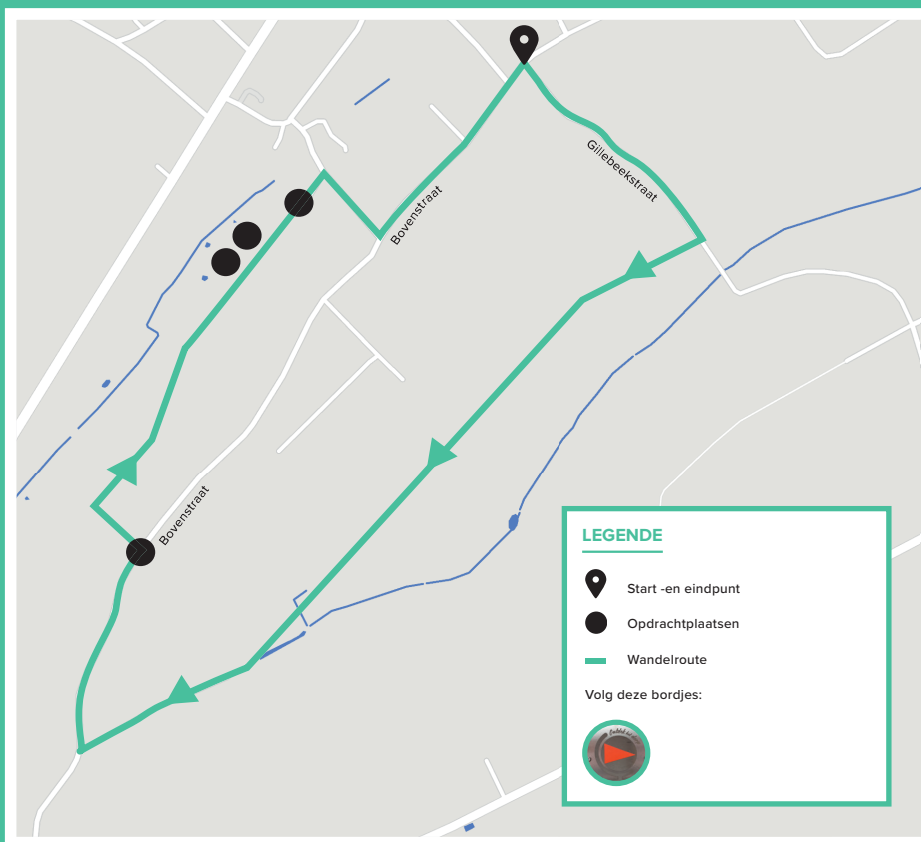 Gillebeekstraat
Bovenstraat
Bovenstraat
LEGENDE
Start -en eindpunt
Opdrachtplaatsen
Wandelroute
Volg deze bordjes: